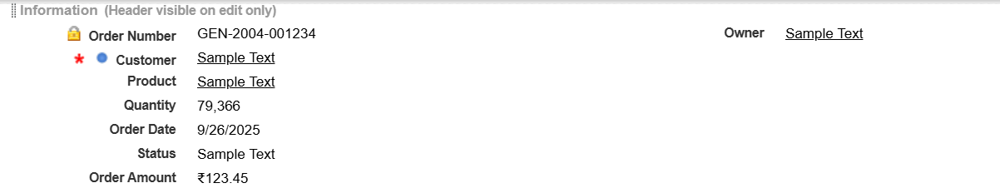 Information (Header visible on edit only)
Order Number GEN-2004-001234 Owner Sample Text
* Customer Sample Text
Product Sample Text
Quantity 79,366
Order Date 9/26/2025
Status Sample Text
Order Amount ₹123.45